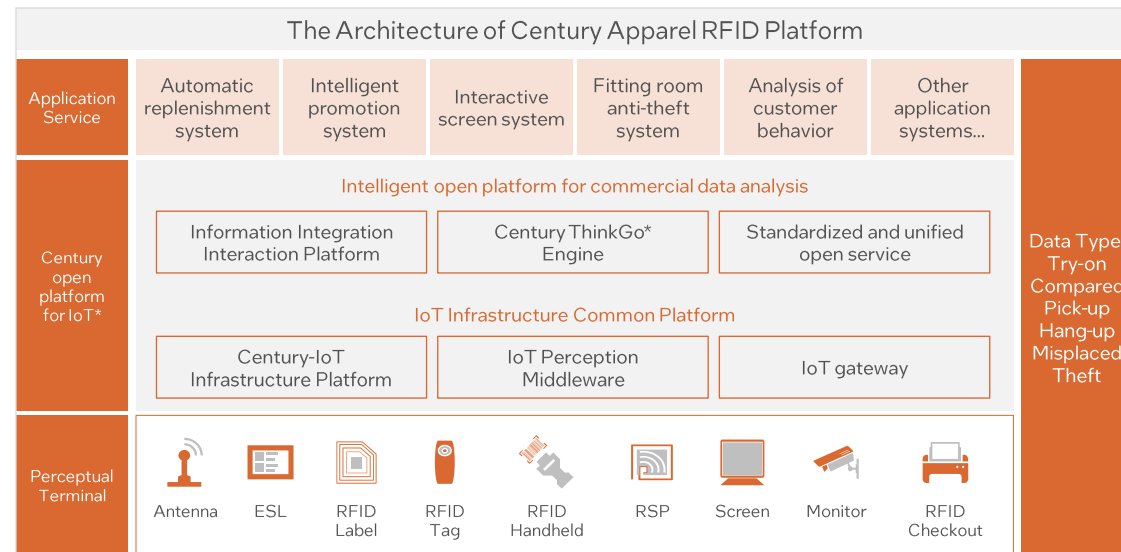 The Architecture of Century Apparel RFID Platform
Application
Service
Automatic
replenishment
system
Intelligent
promotion
system
Interactive
screen system
Fitting room
anti-theft
system
Analysis of
customer
behavior
Other
application
systems...
Century
open
platform
for IoT*
Intelligent open platform for commercial data analysis
Information Integration
Interaction Platform
Century ThinkGo*
Engine
Standardized and unified
open service
IoT Infrastructure Common Platform
Century-IoT
Infrastructure Platform
IoT Perception
Middleware
IoT gateway
Data Type
Try-on
Compared
Pick-up
Hang-up
Misplaced
Theft
Perceptual
Terminal
Antenna
ESL
RFID
Label
RFID
Tag
RFID
Handheld
RSP
Screen
Monitor
RFID
Checkout